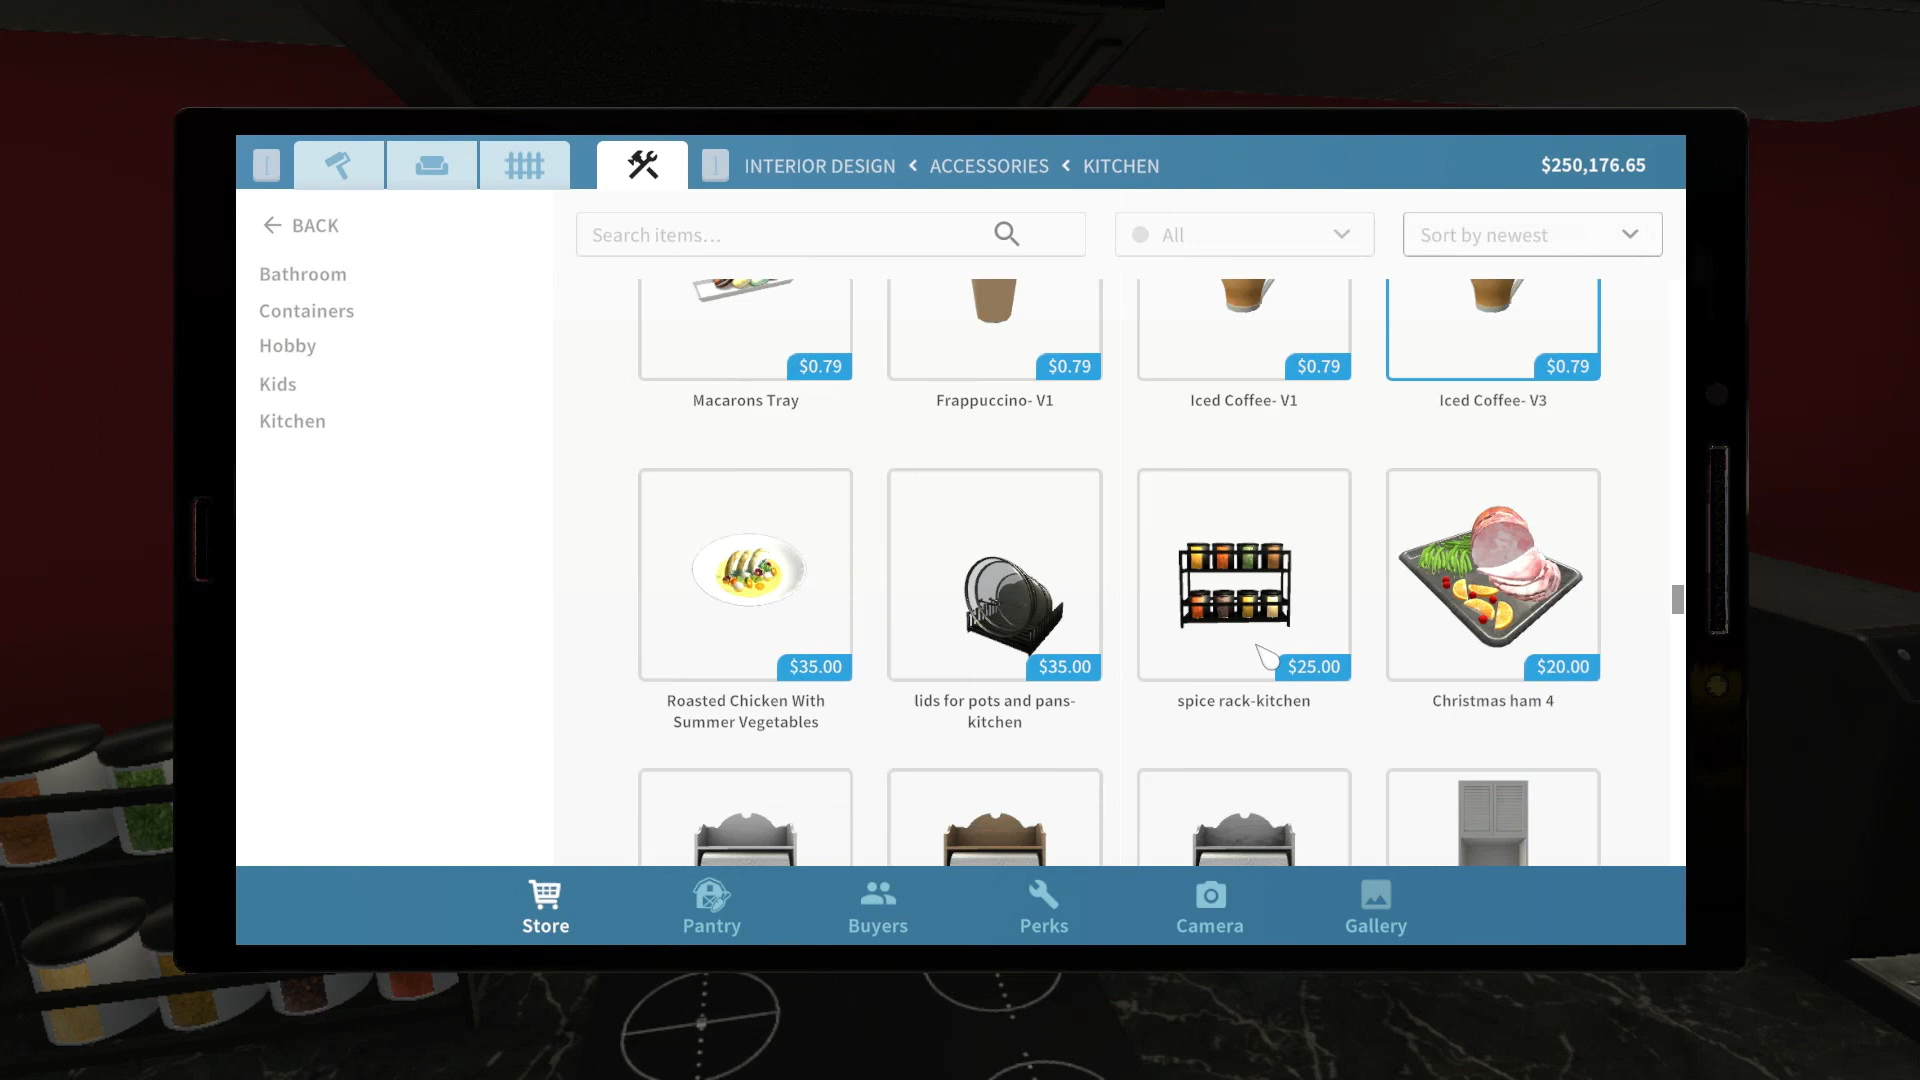 INTERIOR DESIGN < ACCESSORIES < KITCHEN
$250,176.65
BACK
Search items...
All
Sort by newest
Bathroom
Containers
Hobby
Kids
Kitchen
$0.79
$0.79
$0.79
$0.79
Macarons Tray
Frappuccino- V1
Iced Coffee- V1
Iced Coffee- V3
$35.00
$35.00
$25.00
$20.00
Roasted Chicken With
Summer Vegetables
lids for pots and pans-
kitchen
spice rack-kitchen
Christmas ham 4
Store
Pantry
Buyers
Perks
Camera
Gallery